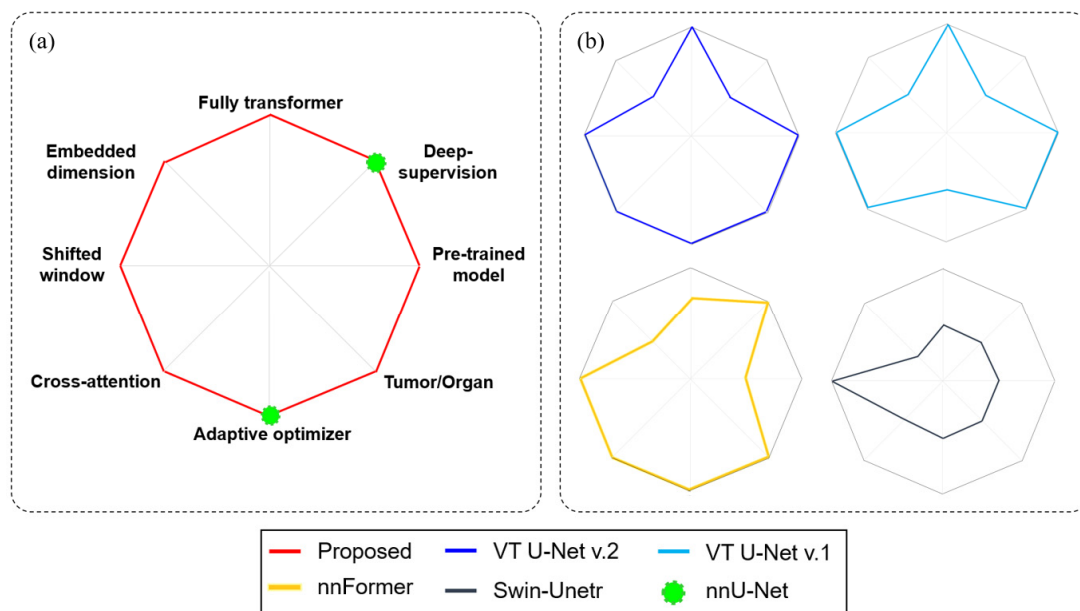 (a)
Fully transformer
Embedded
dimension
Deep-
supervision
Shifted
window
Pre-trained
model
Cross-attention
Tumor/Organ
Adaptive optimizer
(b)
Proposed
VT U-Net v.2
VT U-Net v.1
nnFormer
Swin-Unetr
nnU-Net